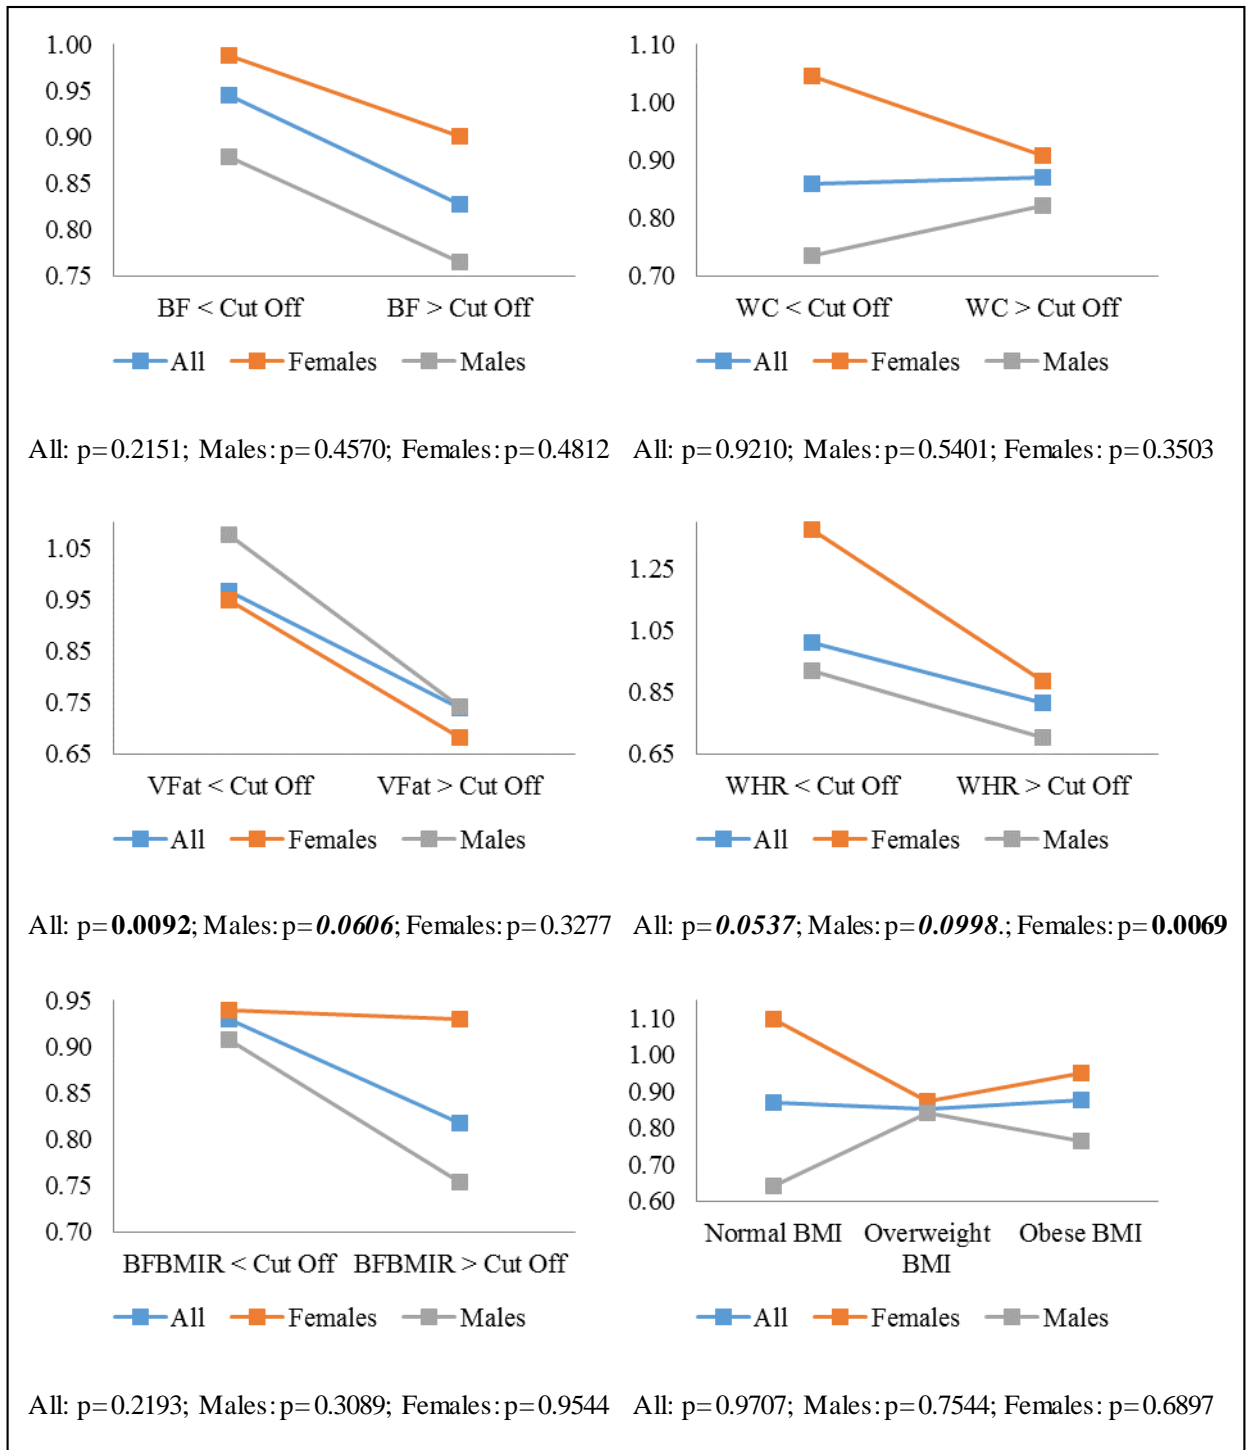 1.00
0.95
0.90
0.85
0.80
0.75
BF < Cut Off BF > Cut Off
All Females Males
All: p=0.2151; Males: p=0.4570; Females: p=0.4812
1.10
1.00
0.90
0.80
0.70
WC < Cut Off WC > Cut Off
All Females Males
All: p=0.9210; Males: p=0.5401; Females: p=0.3503
1.05
0.95
0.85
0.75
0.65
VFat < Cut Off VFat > Cut Off
All Females Males
All: p=0.0092; Males: p=0.0606; Females: p=0.3277
1.25
1.05
0.85
0.65
WHR < Cut Off WHR > Cut Off
All Females Males
All: p=0.0537; Males: p=0.0998.; Females: p=0.0069
0.95
0.90
0.85
0.80
0.75
0.70
BFBMIR < Cut Off BFBMIR > Cut Off
All Females Males
All: p=0.2193; Males: p=0.3089; Females: p=0.9544
1.10
1.00
0.90
0.80
0.70
0.60
Normal BMI Overweight Obese BMI
BMI
All Females Males
All: p=0.9707; Males: p=0.7544; Females: p=0.6897